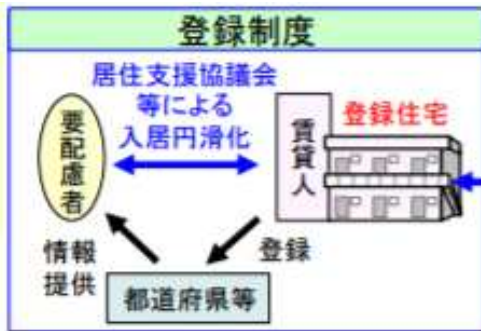 登録制度
居住支援協議会
等による
入居円滑化
要配慮者
賃貸人
登録住宅
情報
提供
登録
都道府県等